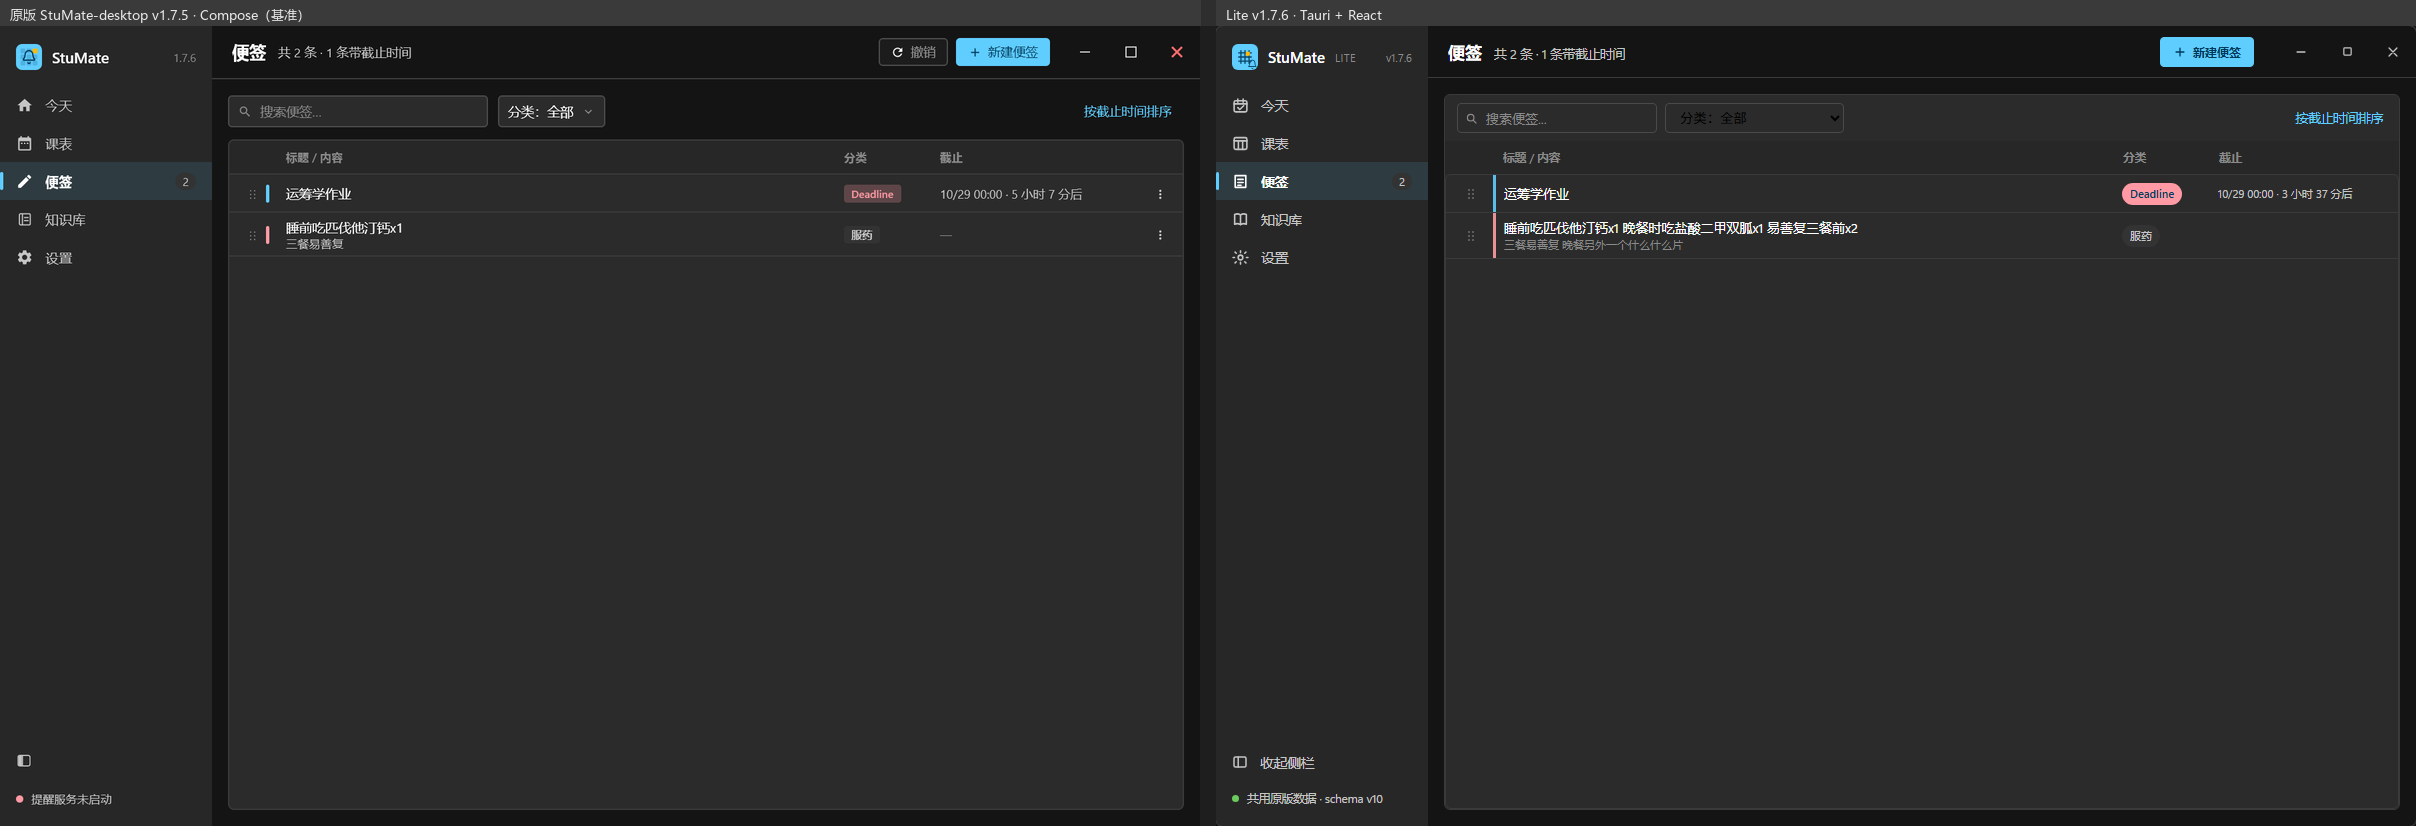 原版 StuMate-desktop v1.7.5 · Compose（基准）
StuMate 1.7.6
今天
课表
便签 2
知识库
设置
提醒服务未启动
便签 共 2 条 · 1 条带截止时间 撤销 新建便签
搜索便签... 分类：全部 按截止时间排序
标题 / 内容 分类 截止
运筹学作业 Deadline 10/29 00:00 · 5 小时 7 分后
睡前吃匹伐他汀钙x1 服药 —
三餐易善复
Lite v1.7.6 · Tauri + React
StuMate LITE v1.7.6
今天
课表
便签 2
知识库
设置
收起侧栏
共用原版数据 · schema v10
便签 共 2 条 · 1 条带截止时间 新建便签
搜索便签... 分类：全部 按截止时间排序
标题 / 内容 分类 截止
运筹学作业 Deadline 10/29 00:00 · 3 小时 37 分后
睡前吃匹伐他汀钙x1 晚餐时吃盐酸二甲双胍x1 易善复三餐前x2 服药
三餐易善复 晚餐另外一个什么什么片